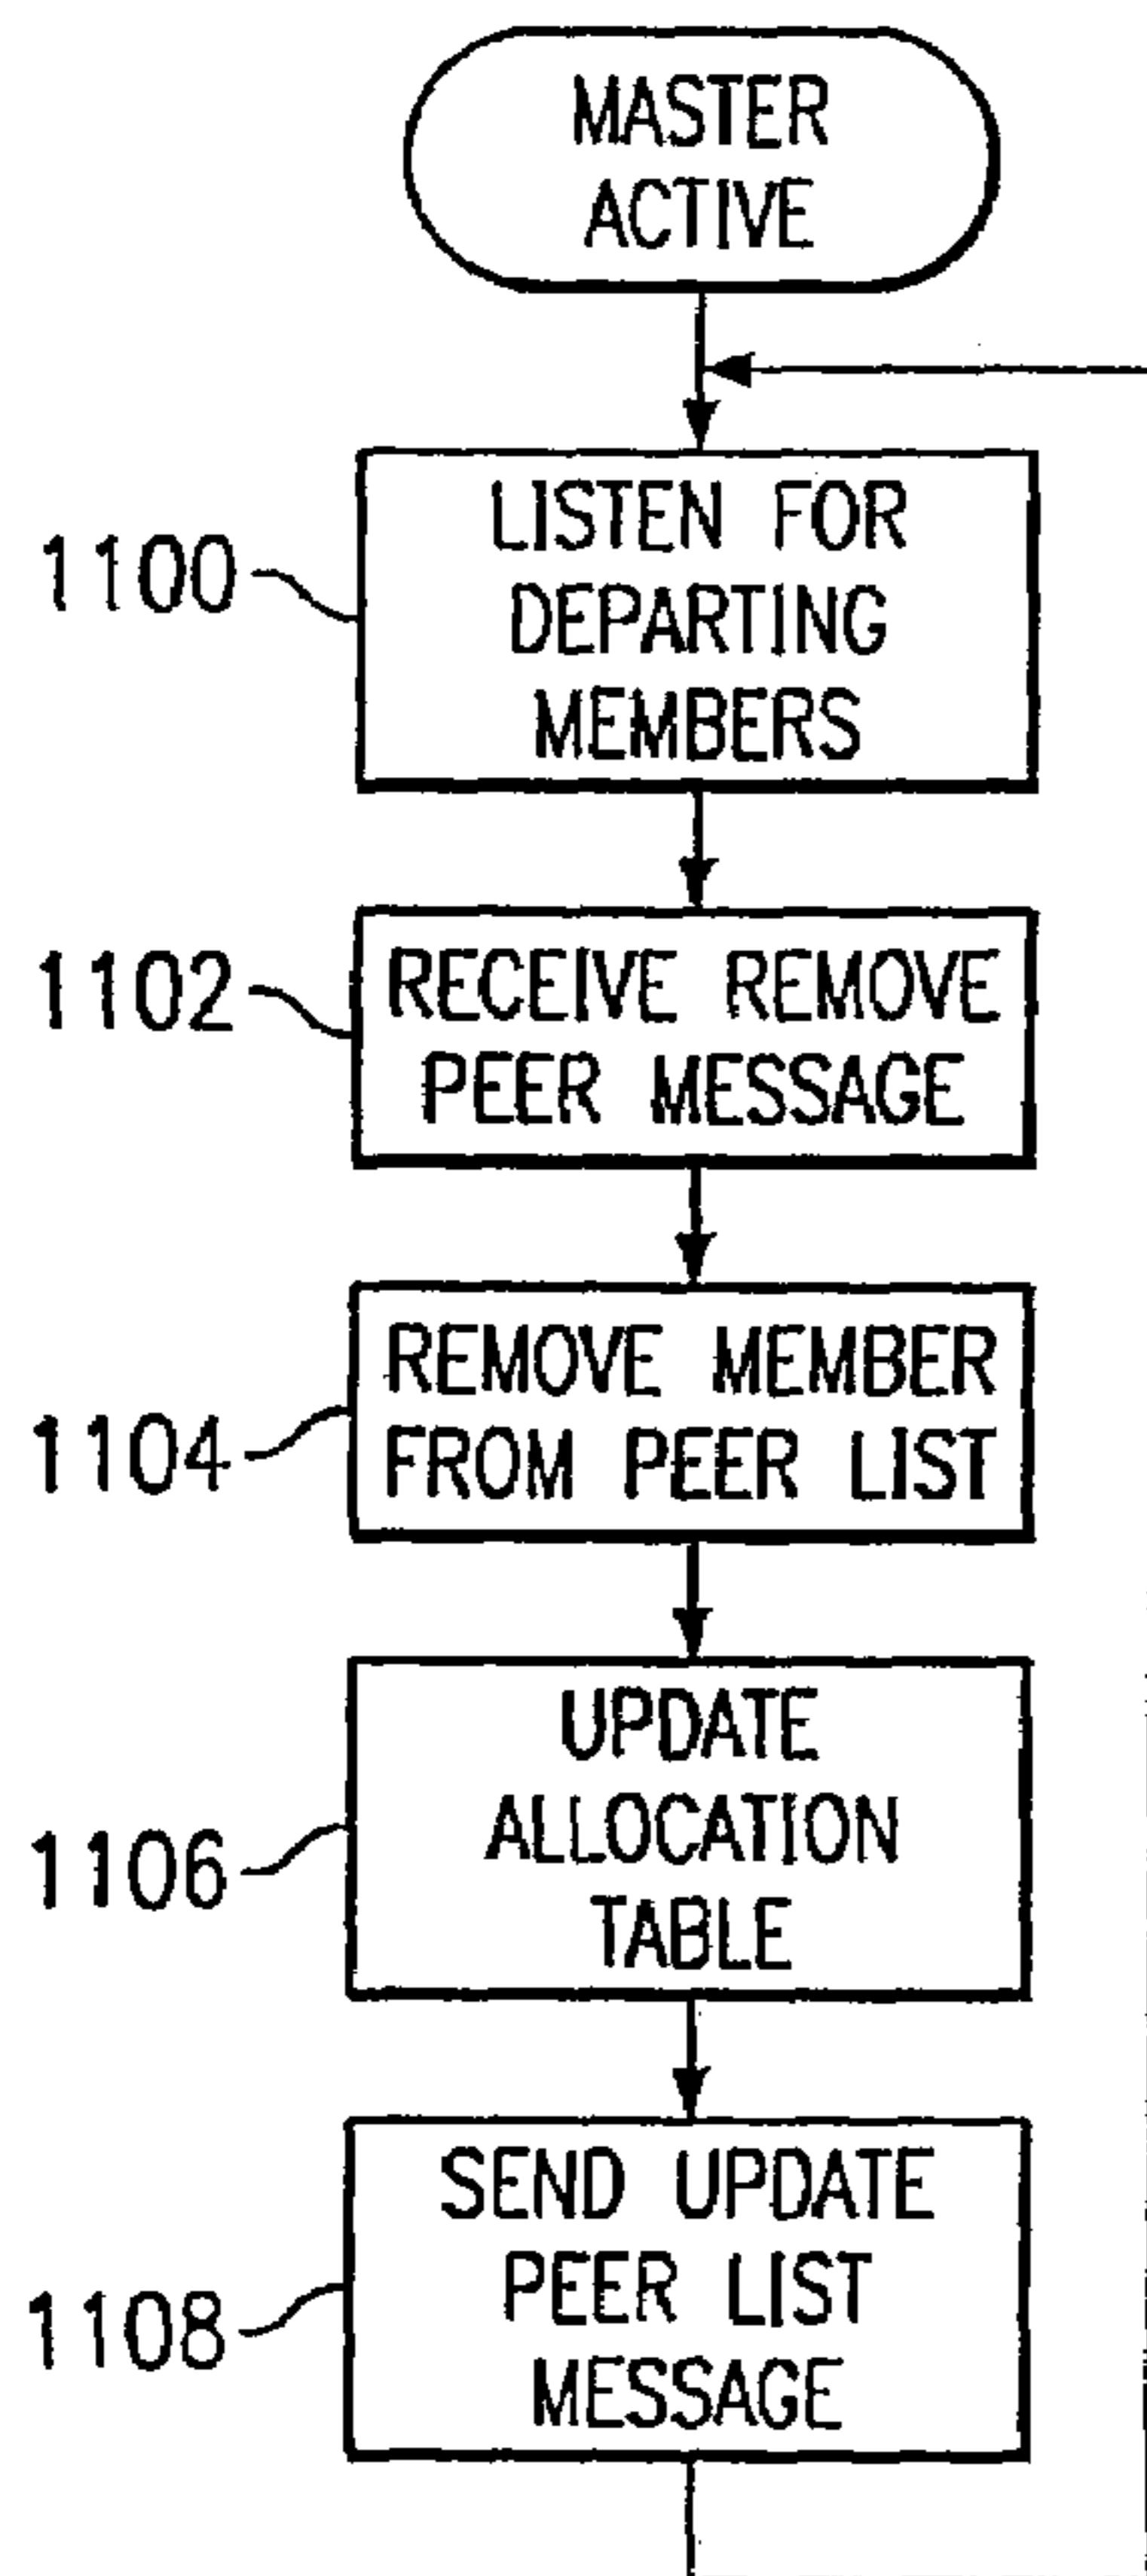 MASTER
ACTIVE
1100
LISTEN FOR
DEPARTING
MEMBERS
1102
RECEIVE REMOVE
PEER MESSAGE
1104
REMOVE MEMBER
FROM PEER LIST
1106
UPDATE
ALLOCATION
TABLE
1108
SEND UPDATE
PEER LIST
MESSAGE